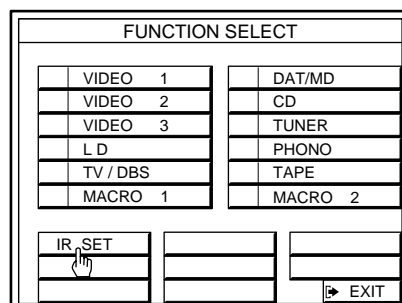 FUNCTION SELECT
VIDEO 1
VIDEO 2
VIDEO 3
L D
TV / DBS
MACRO 1
DAT/MD
CD
TUNER
PHONO
TAPE
MACRO 2
IR SET
EXIT